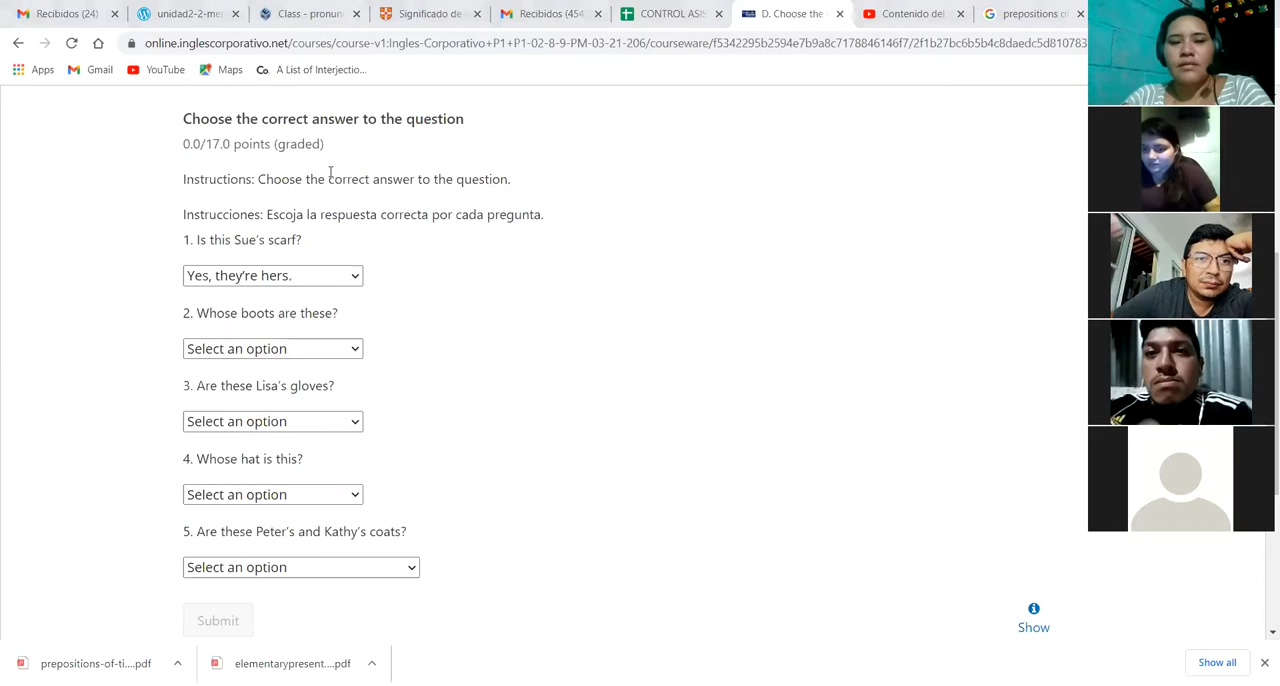 Recibidos (24)
unidad2-2-mer
Class - pronun
Significado de
Recibidos (454
CONTROL ASIS
D. Choose the
Contenido del
prepositions o
online.inglescorporativo.net/courses/course-v1:Ingles-Corporativo+P1+P1-02-8-9-PM-03-21-206/courseware/f5342295b2594e7b9a8c7178846146f7/2f1b27bc6b5b4c8daedc5d810783
Apps
Gmail
YouTube
Maps
Co.
A List of Interjectio...
Choose the correct answer to the question
0.0/17.0 points (graded)
Instructions: Choose the correct answer to the question.
Instrucciones: Escoja la respuesta correcta por cada pregunta.
1. Is this Sue's scarf?
Yes, they're hers.
2. Whose boots are these?
Select an option
3. Are these Lisa's gloves?
Select an option
4. Whose hat is this?
Select an option
5. Are these Peter's and Kathy's coats?
Select an option
Submit
Show
prepositions-of-ti....pdf
elementarypresent....pdf
Show all